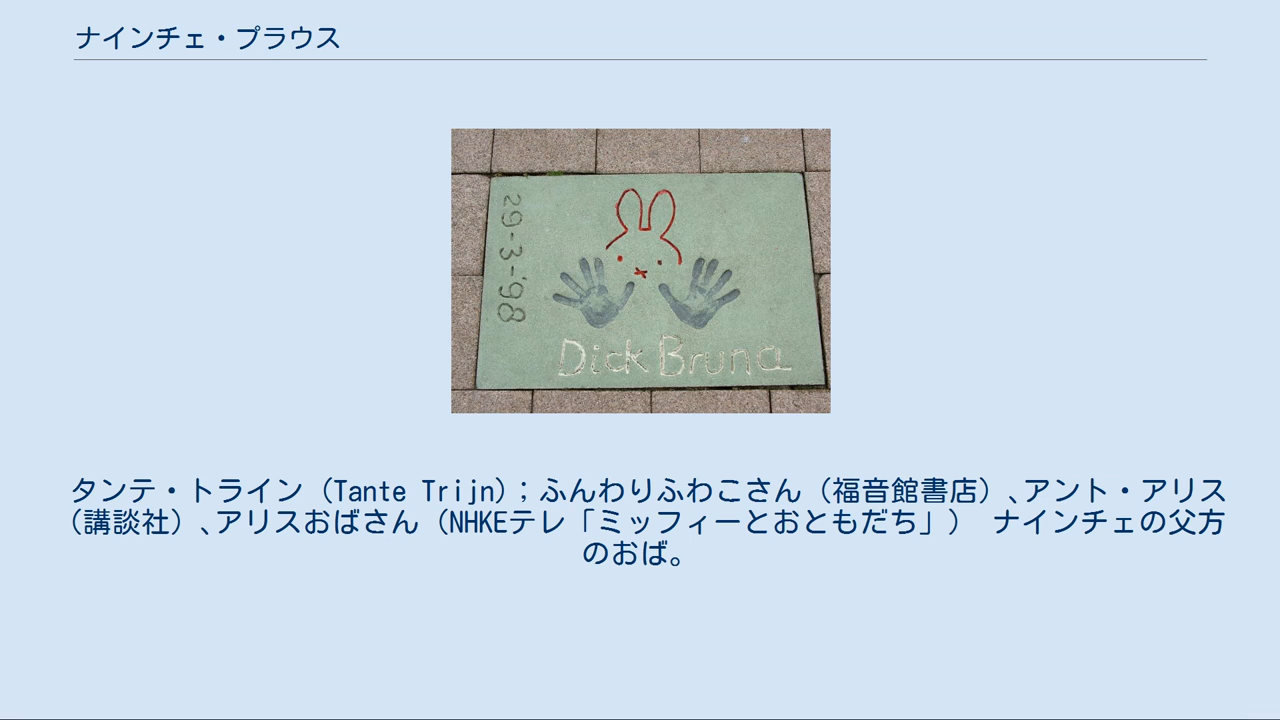 ナインチェ・プラウス
29-3-'98
Dick Bruna
タンテ・トライン（Tante Trijn）；ふんわりふわこさん（福音館書店）､アント・アリス
（講談社）､アリスおばさん（NHKEテレ「ミッフィーとおともだち」） ナインチェの父方
のおば。